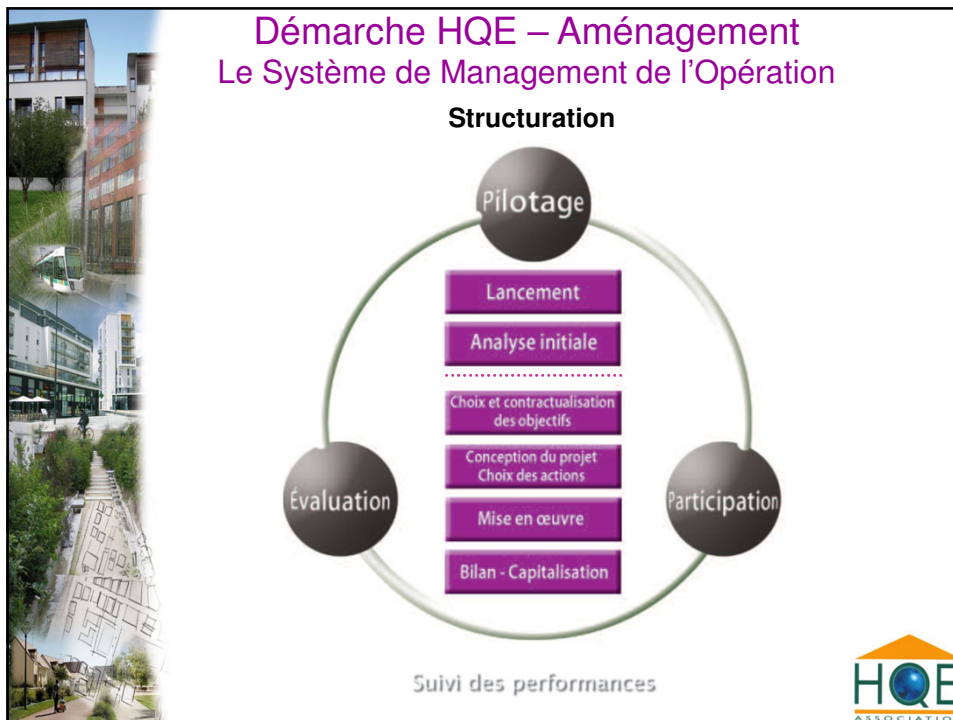 Démarche HQE – Aménagement
Le Système de Management de l'Opération
Structuration
Pilotage
Lancement
Analyse initiale
Choix et contractualisation
des objectifs
Conception du projet
Choix des actions
Évaluation
Participation
Mise en œuvre
Bilan - Capitalisation
Suivi des performances
HQE
ASSOCIATION